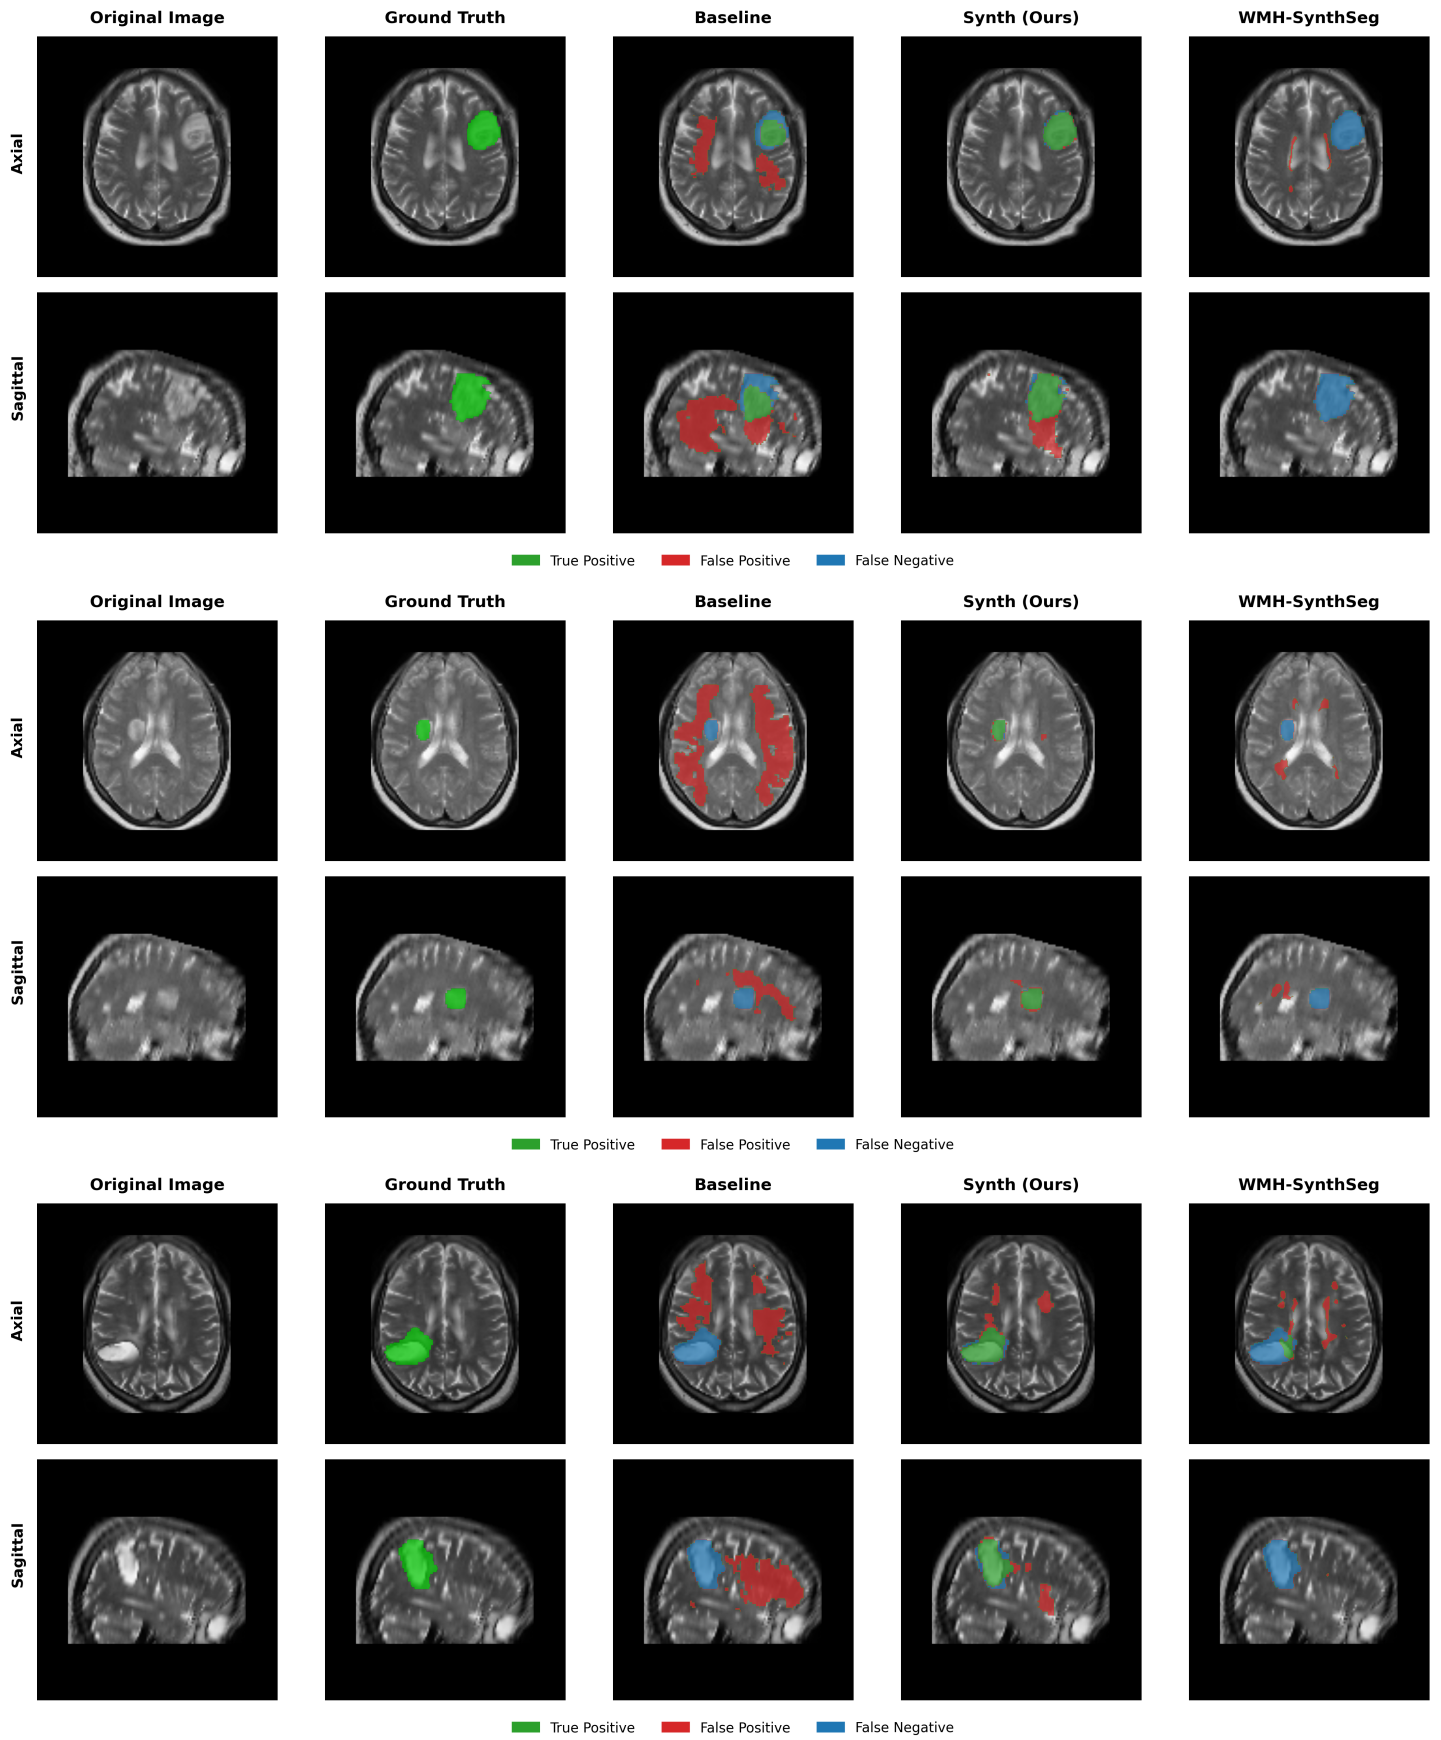 Original Image Ground Truth Baseline Synth (Ours) WMH-SynthSeg
Axial
Sagittal
True Positive False Positive False Negative
Original Image Ground Truth Baseline Synth (Ours) WMH-SynthSeg
Axial
Sagittal
True Positive False Positive False Negative
Original Image Ground Truth Baseline Synth (Ours) WMH-SynthSeg
Axial
Sagittal
True Positive False Positive False Negative